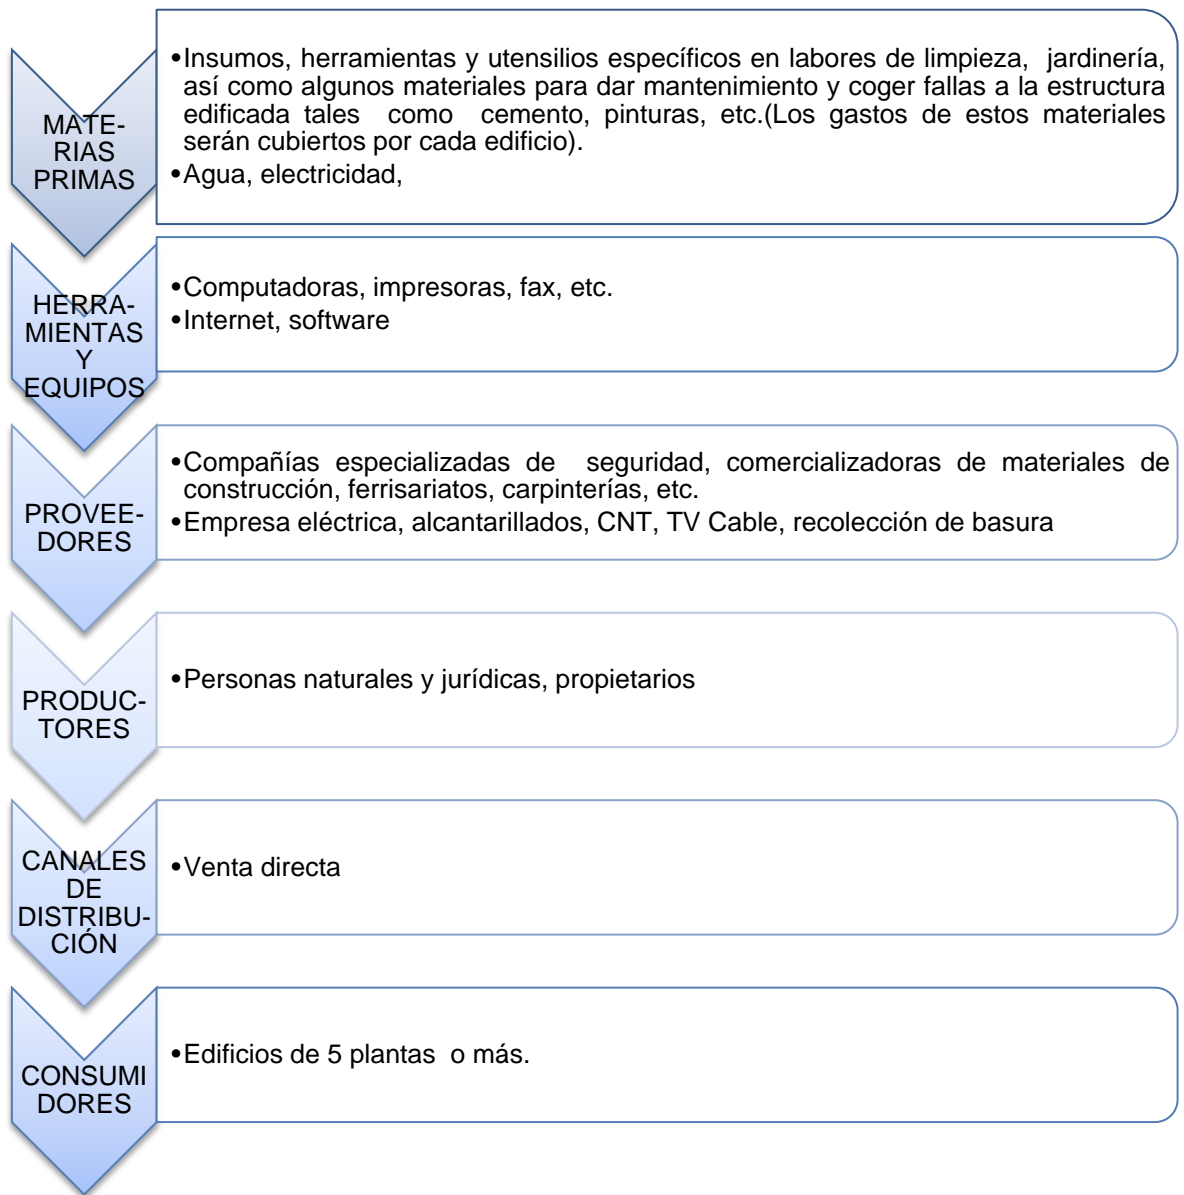 MATE-
RIAS
PRIMAS
•Insumos, herramientas y utensilios específicos en labores de limpieza, jardinería,
así como algunos materiales para dar mantenimiento y coger fallas a la estructura
edificada tales como cemento, pinturas, etc.(Los gastos de estos materiales
serán cubiertos por cada edificio).
•Agua, electricidad,
HERRA-
MIENTAS
Y
EQUIPOS
•Computadoras, impresoras, fax, etc.
•Internet, software
PROVEE-
DORES
•Compañías especializadas de seguridad, comercializadoras de materiales de
construcción, ferrisariatos, carpinterías, etc.
•Empresa eléctrica, alcantarillados, CNT, TV Cable, recolección de basura
PRODUC-
TORES
•Personas naturales y jurídicas, propietarios
CANALES
DE
DISTRIBU-
CIÓN
•Venta directa
CONSUMI
DORES
•Edificios de 5 plantas o más.